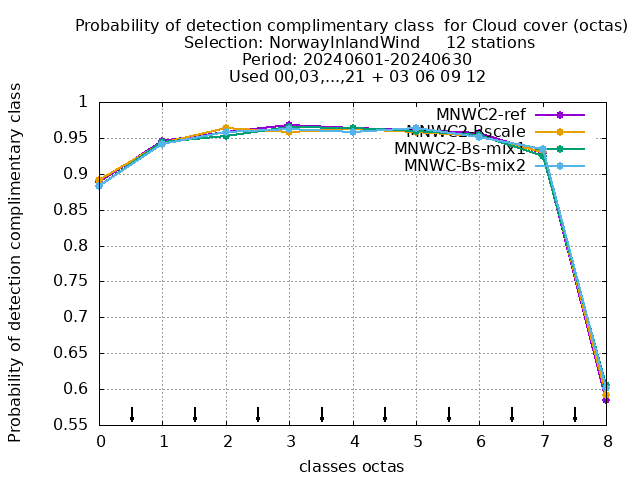 Probability of detection complimentary class  for Cloud cover (octas)
Selection: NorwayInlandWind     12 stations
Period: 20240601-20240630
Used 00,03,...,21 + 03 06 09 12
Probability of detection complimentary class
1
0.95
0.9
0.85
0.8
0.75
0.7
0.65
0.6
0.55
MNWC2-ref
MNWC2-Bscale
MNWC2-Bs-mix1
MNWC-Bs-mix2
0 1 2 3 4 5 6 7 8
classes octas